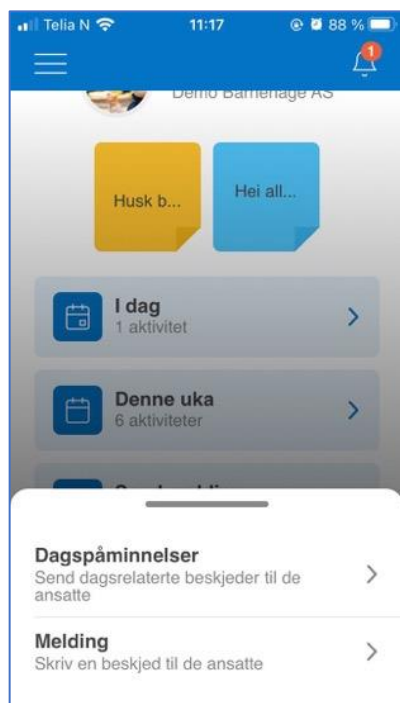 Telia N 11:17 88 %
1
Demo Barnehage AS
Husk b...
Hei all...
I dag
1 aktivitet
Denne uka
6 aktiviteter
Dagspåminnelser
Send dagsrelaterte beskjeder til de
ansatte
Melding
Skriv en beskjed til de ansatte